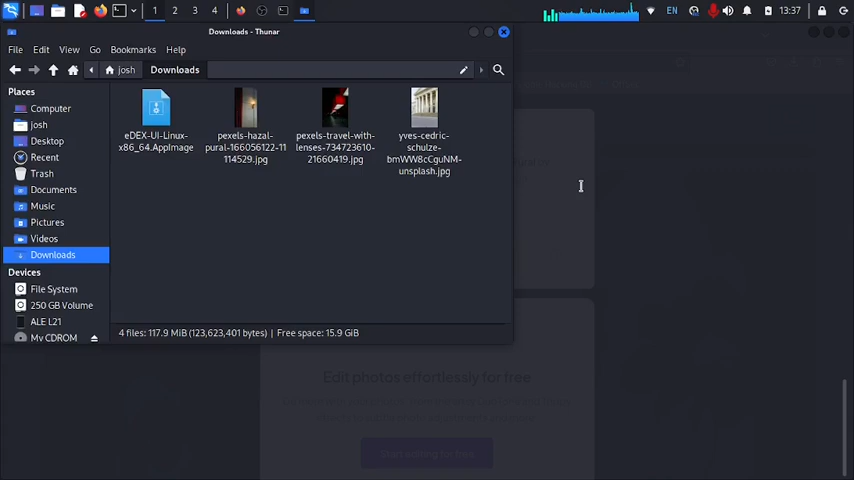 1 2 3 4 EN 13:37
Downloads - Thunar
File Edit View Go Bookmarks Help
josh Downloads
Places
Computer
josh
Desktop
Recent
Trash
Documents
Music
Pictures
Videos
Downloads
Devices
File System
250 GB Volume
ALE L21
My CDROM
eDEX-UI-Linux-
x86_64.AppImage
pexels-hazal-
pural-166056122-11
114529.jpg
pexels-travel-with-
lenses-734723610-
21660419.jpg
yves-cedric-
schulze-
bmWW8cCguNM-
unsplash.jpg
4 files: 117.9 MiB (123,623,401 bytes) | Free space: 15.9 GiB
Edit photos effortlessly for free
Start editing for free